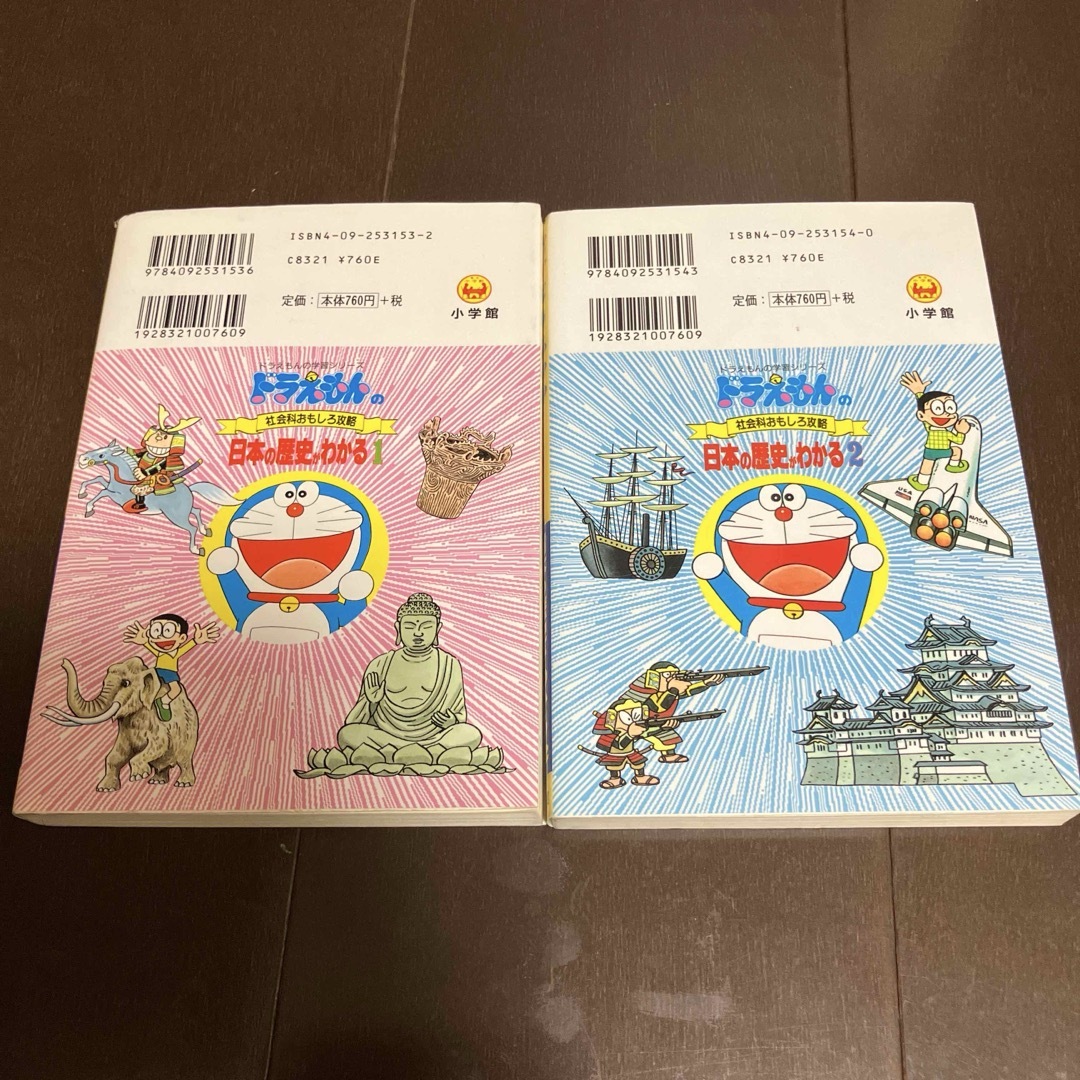 ISBN4-09-253153-2
9784092531536
C8321 ¥760E
定価：本体760円+税
小学館
1928321007609
ドラえもんの学習シリーズ
ドラえもんの
社会科おもしろ攻略
日本の歴史がわかる1
ISBN4-09-253154-0
9784092531543
C8321 ¥760E
定価：本体760円+税
小学館
1928321007609
ドラえもんの学習シリーズ
ドラえもんの
社会科おもしろ攻略
日本の歴史がわかる2
USA
NASA